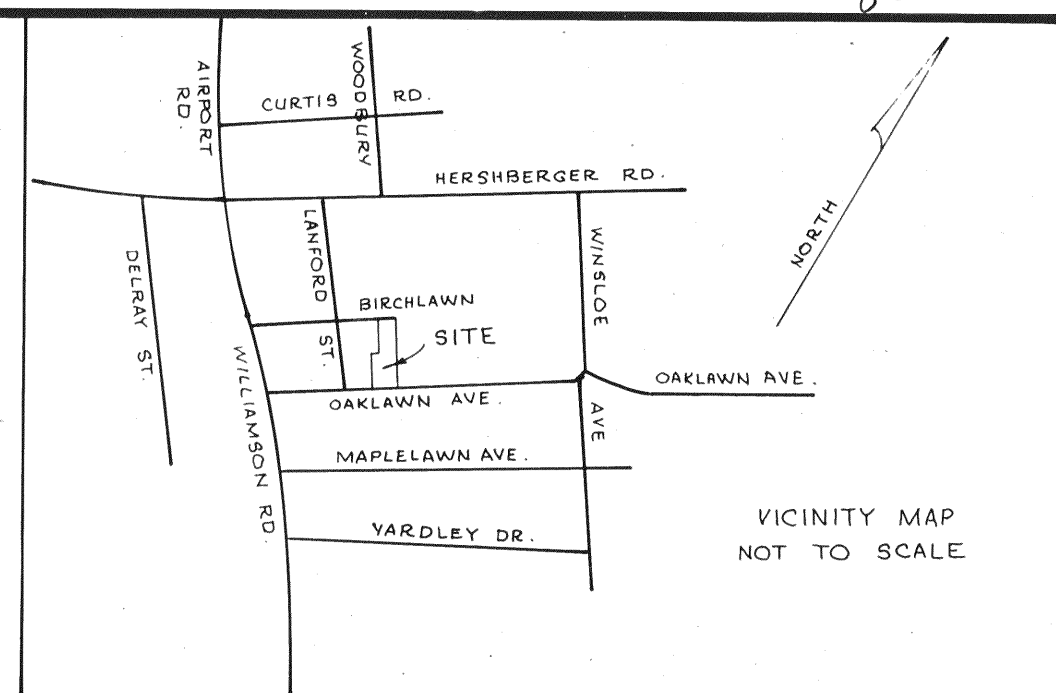 AIRPORT
RD.
WOODBURY
CURTIS RD.
HERSHBERGER RD.
NORTH
LANFORD
ST.
WINSLOE
AVE
DELRAY ST.
BIRCHLAWN
SITE
WILLIAMSON RD.
OAKLAWN AVE.
OAKLAWN AVE.
MAPLELAWN AVE.
YARDLEY DR.
VICINITY MAP
NOT TO SCALE